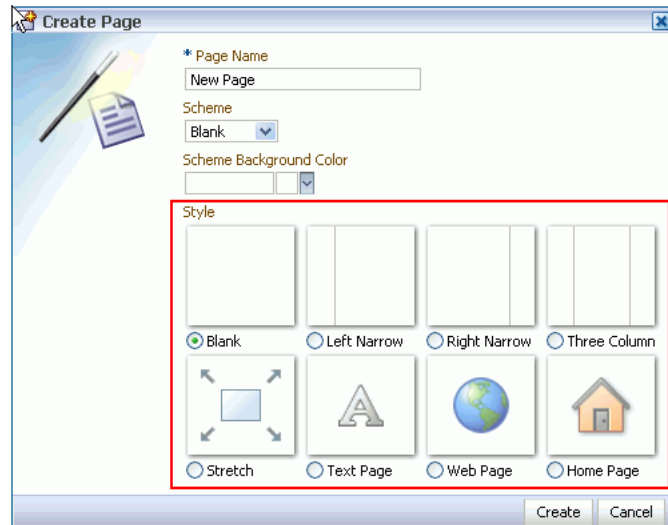 Create Page
* Page Name
New Page
Scheme
Blank
Scheme Background Color
Style
Blank
Left Narrow
Right Narrow
Three Column
A
Stretch
Text Page
Web Page
Home Page
Create
Cancel